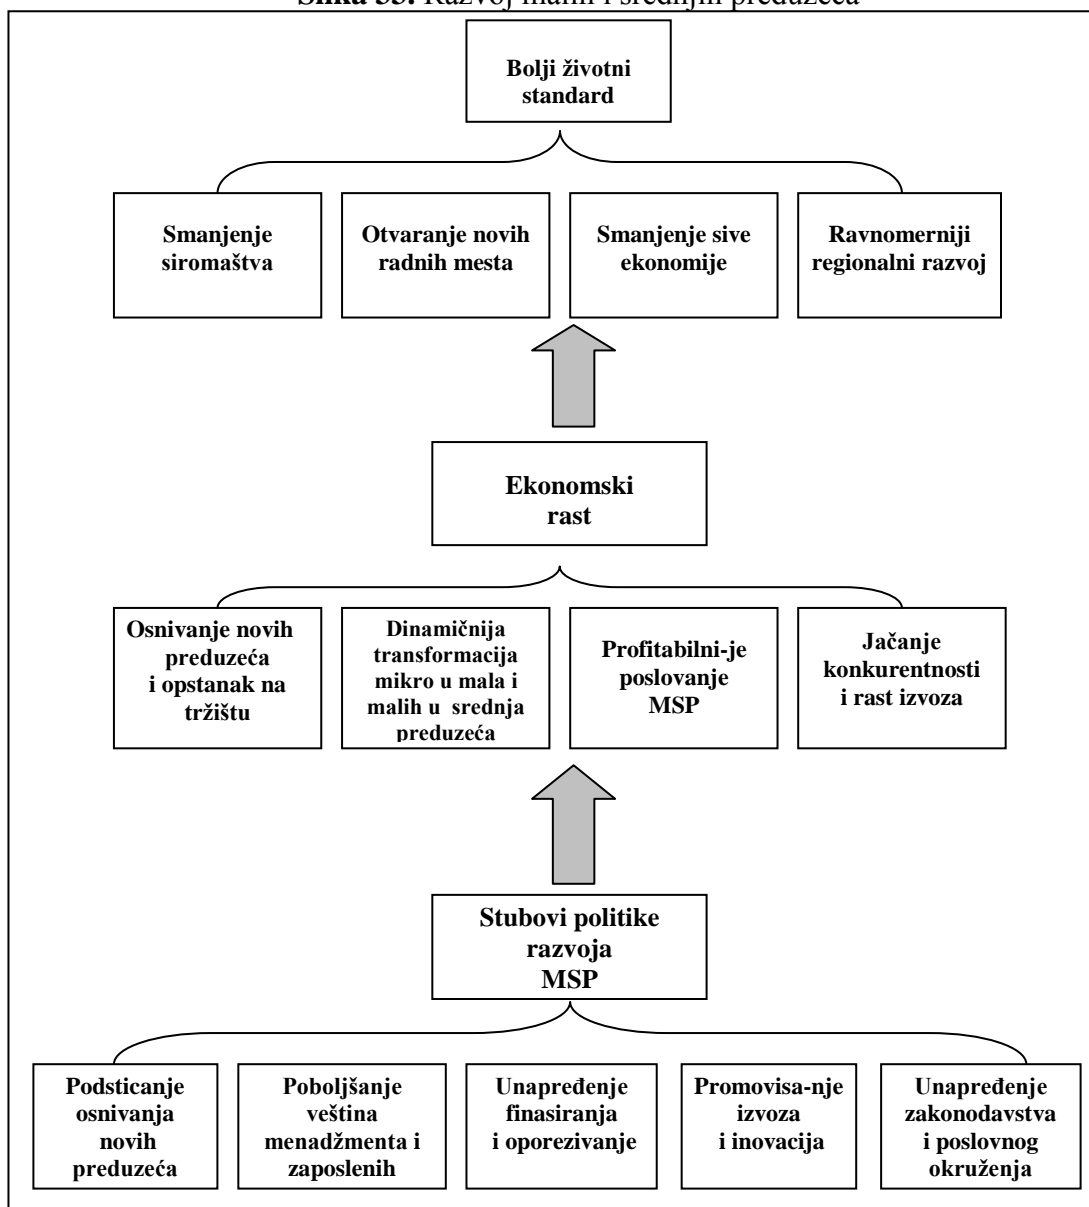 Slika Razvoj malih i srednjih preduzeća
Bolji životni
standard
Smanjenje
siromaštva
Otvaranje novih
radnih mesta
Smanjenje sive
ekonomije
Ravnomerniji
regionalni razvoj
Ekonomski
rast
Osnivanje novih
preduzeća
i opstanak na
tržištu
Dinamičnija
transformacija
mikro u mala i
malih u srednja
preduzeća
Profitabilni-je
poslovanje
MSP
Jačanje
konkurentnosti
i rast izvoza
Stubovi politike
razvoja
MSP
Podsticanje
osnivanja
novih
preduzeća
Poboljšanje
veština
menadžmenta i
zaposlenih
Unapređenje
finasiranja
i oporezivanje
Promovisa-nje
izvoza
i inovacija
Unapređenje
zakonodavstva
i poslovnog
okruženja